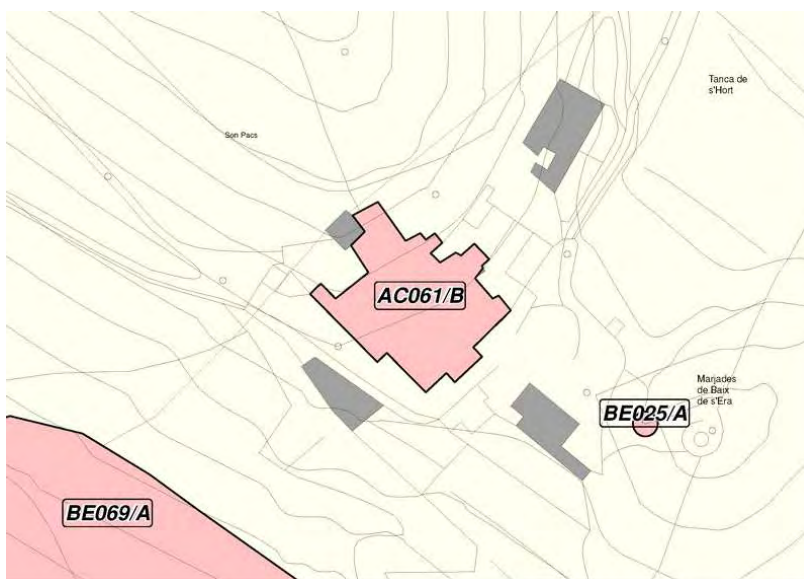 Tanca de
s'Hort
Son Pacs
AC061/B
Marjades
de Baix
de s'Era
BE025/A
BE069/A